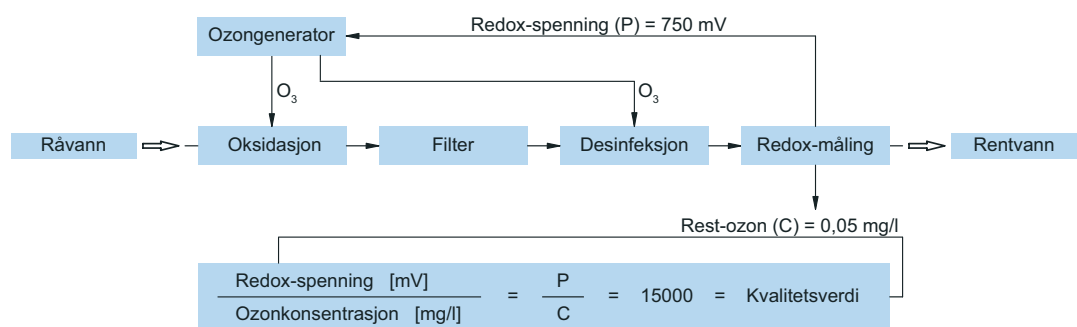 Redox-spenning (P) = 750 mV
Ozongenerator
O3
O3
Råvann
Oksidasjon
Filter
Desinfeksjon
Redox-måling
Rentvann
Rest-ozon (C) = 0,05 mg/l
Redox-spenning [mV]
Ozonkonsentrasjon [mg/l]
=
P
C
= 15000 = Kvalitetsverdi